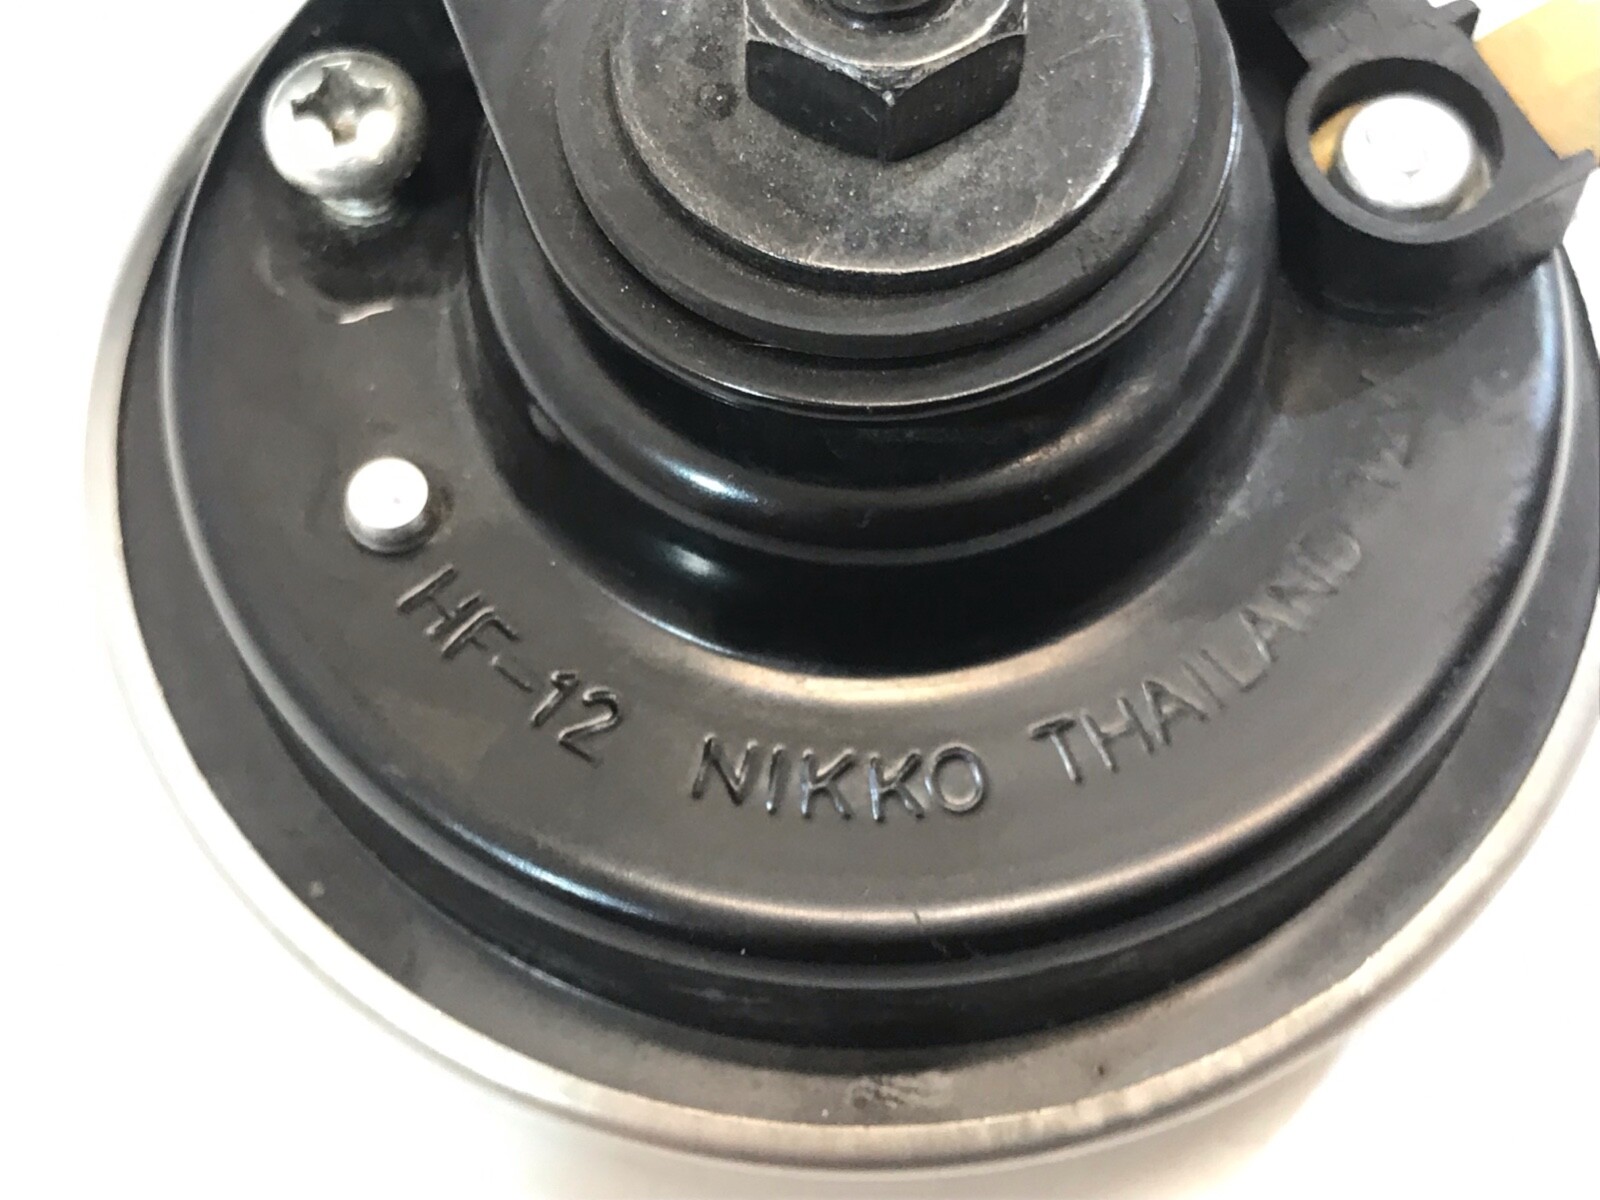 HF-12 NIKKO THAILAND